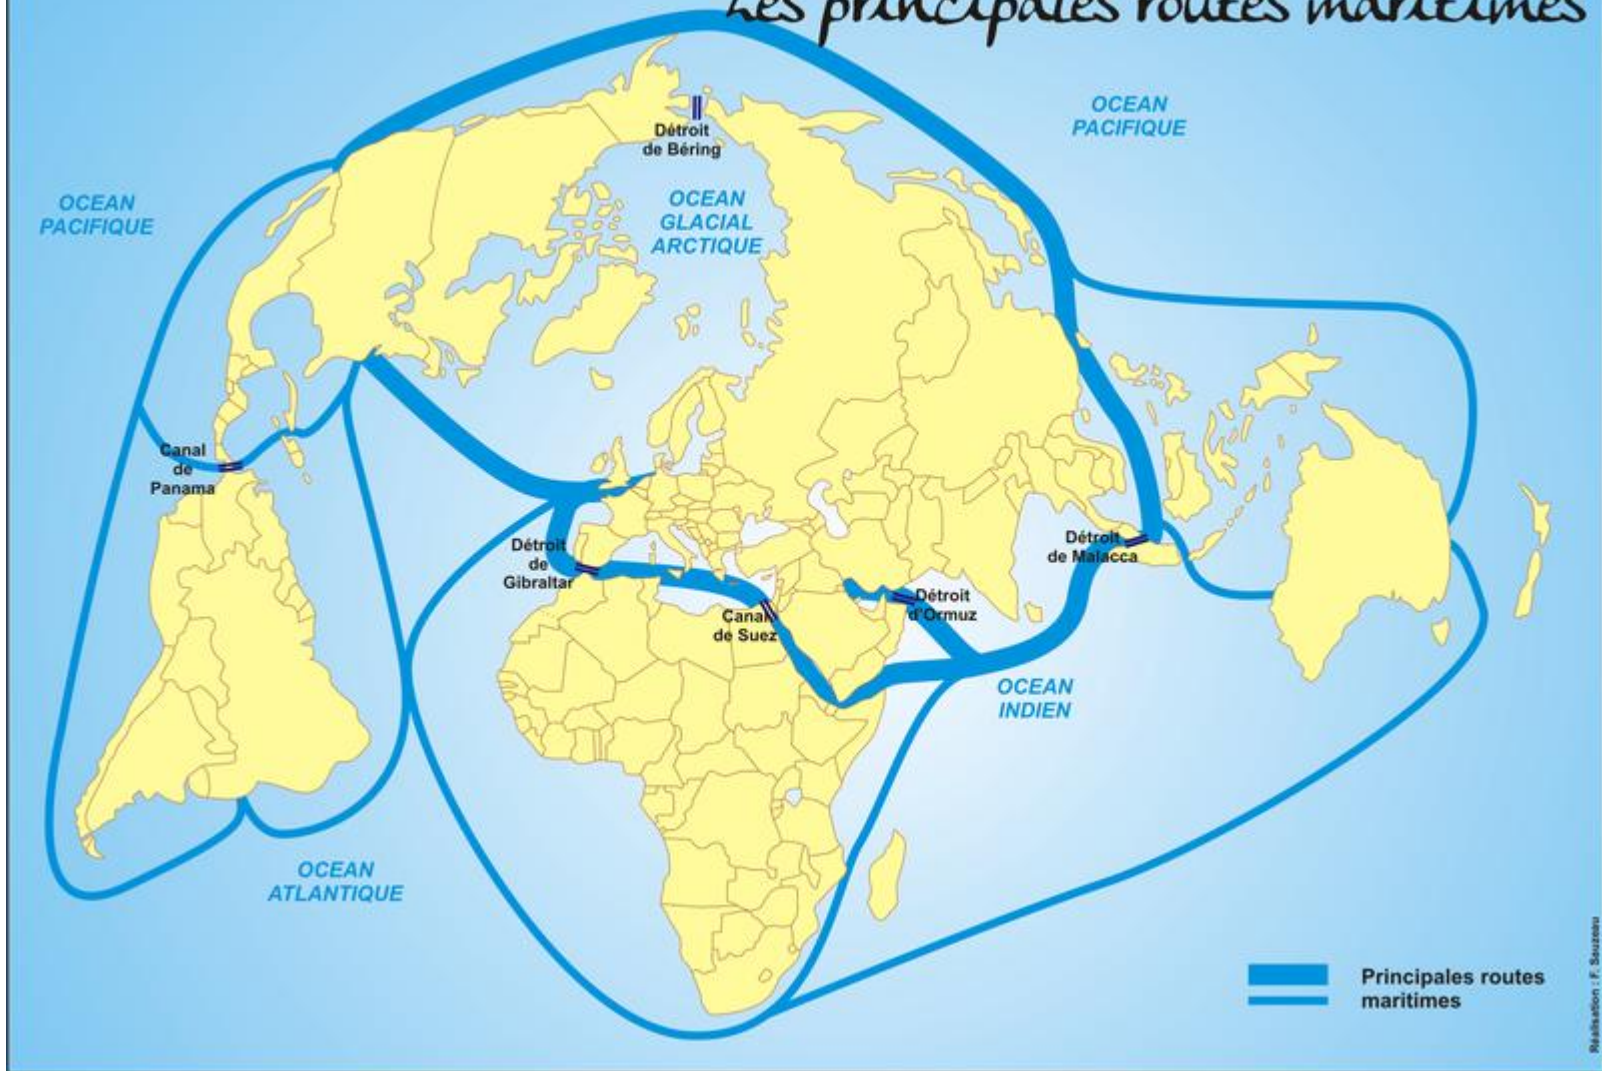 Les principales routes maritimes
OCEAN
PACIFIQUE
Détroit
de Béring
OCEAN
PACIFIQUE
OCEAN
GLACIAL
ARCTIQUE
Canal
de
Panama
Détroit
de
Gibraltar
Détroit
de Malacca
Détroit
d'Ormuz
Canal
de Suez
OCEAN
INDIEN
OCEAN
ATLANTIQUE
Principales routes
maritimes
Réalisation : F. Sauzeau